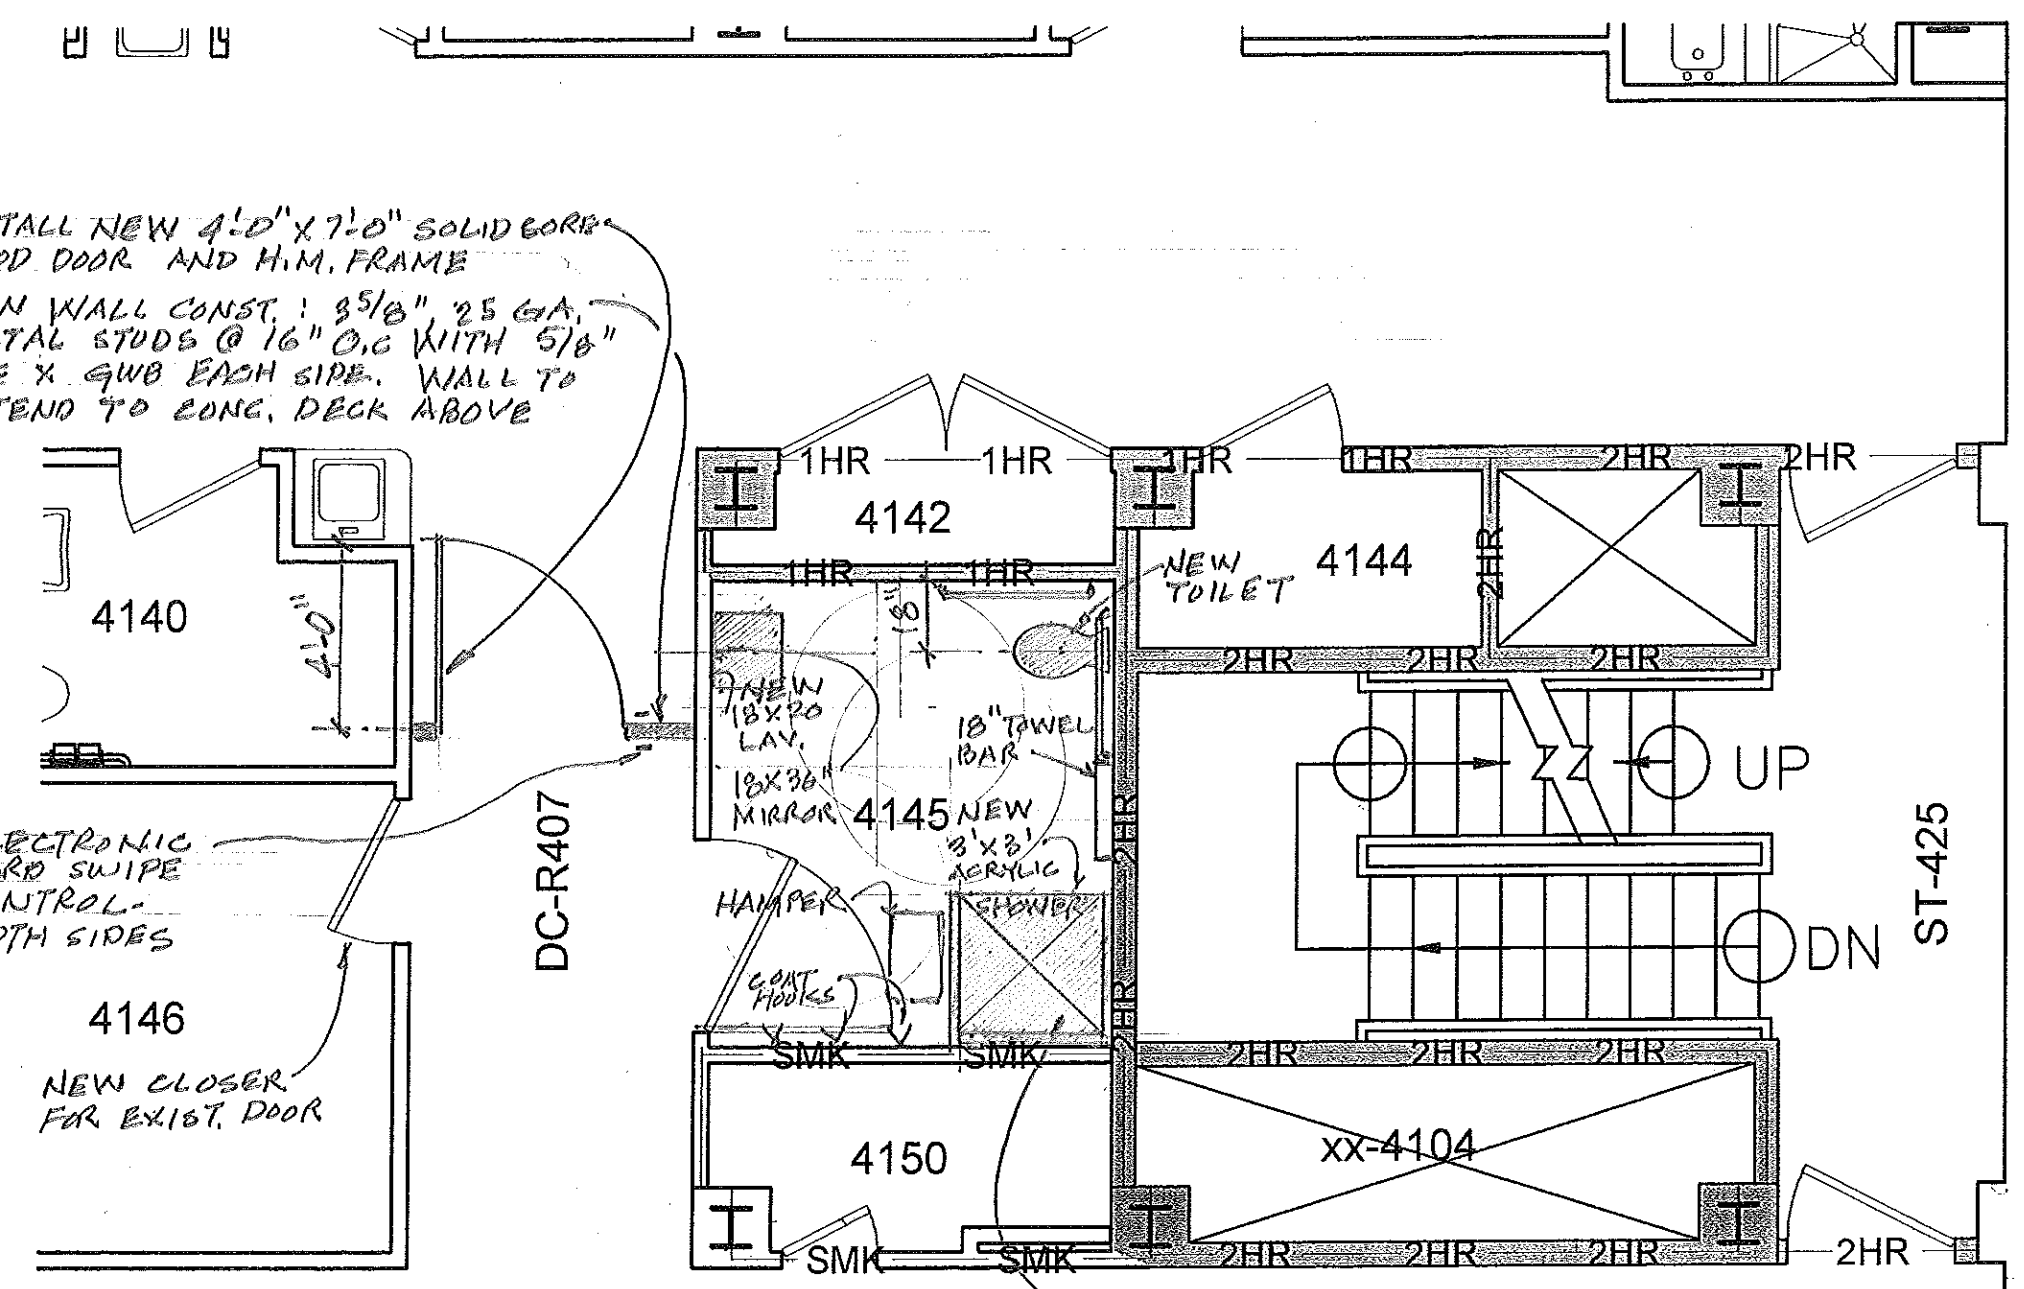 TALL NEW 4'-0" X 7'-0" SOLID CORE
OD DOOR AND H.M. FRAME
N WALL CONST. : 3 5/8", 25 GA.
TAL STUDS @ 16" O.C WITH 5/8"
E X GWB EACH SIDE. WALL TO
TEND TO CONC. DECK ABOVE
1HR
1HR
1HR
1HR
2HR
2HR
4142
4144
2HR
NEW
TOILET
1HR
1HR
18"
4140
4'-0"
2HR
2HR
2HR
NEW
18X20
LAV.
18X36"
MIRROR
18" TOWEL
BAR
4145
NEW
3'X3'
ACRYLIC
SHOWER
UP
DN
ST-425
DC-R407
2HR
2HR
LECTRONIC
ARD SWIPE
ONTROL-
OTH SIDES
HAMPER
COAT
HOOKS
4146
NEW CLOSER
FOR EXIST. DOOR
SMK
SMK
2HR
2HR
2HR
4150
xx-4104
SMK
SMK
2HR
2HR
2HR
2HR